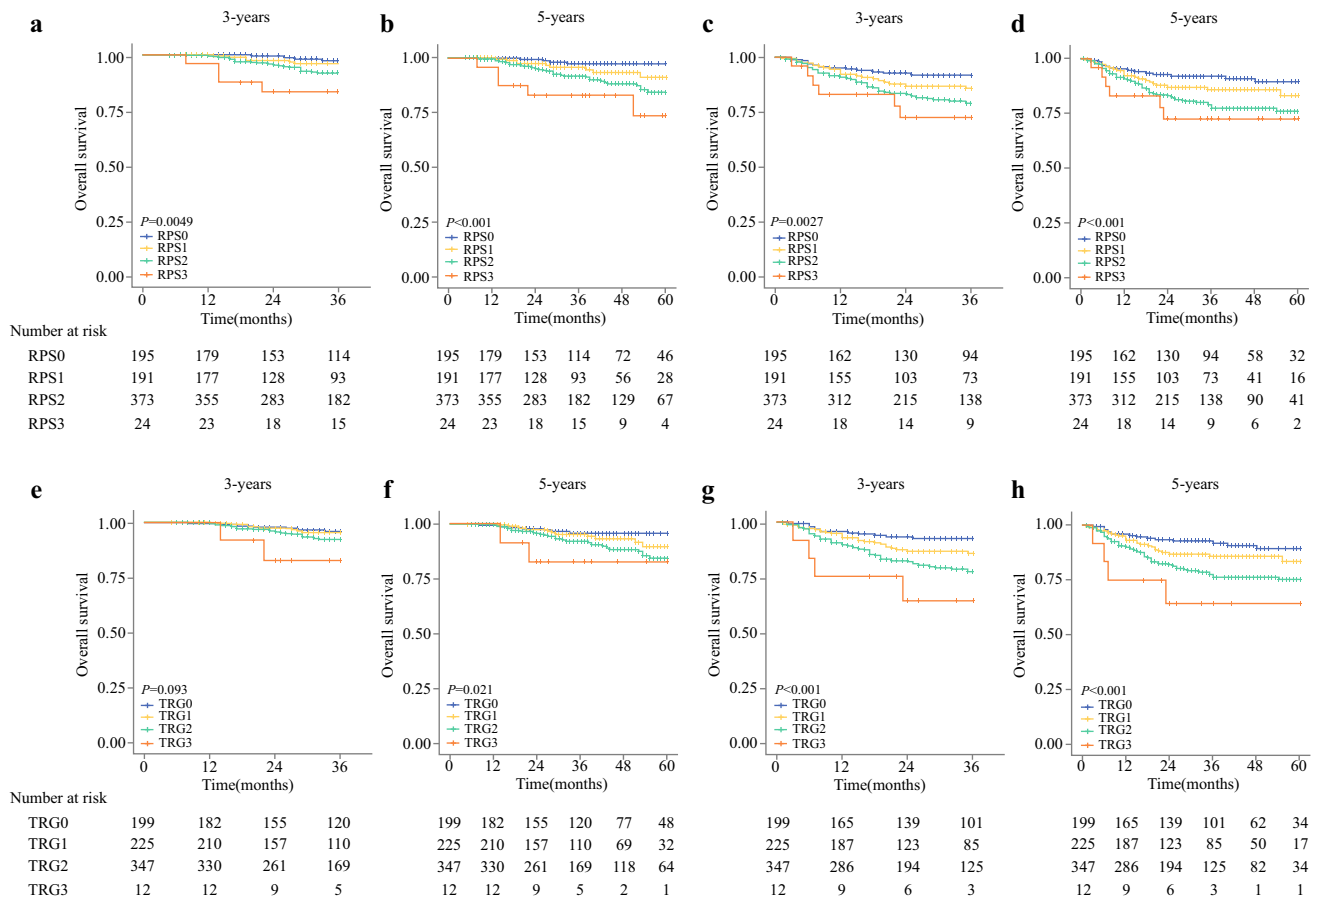 a 3-years
1.00
0.75
0.50
0.25
0.00
Overall survival
P=0.0049
RPS0
RPS1
RPS2
RPS3
0 12 24 36
Time(months)
b 5-years
1.00
0.75
0.50
0.25
0.00
Overall survival
P<0.001
RPS0
RPS1
RPS2
RPS3
0 12 24 36 48 60
Time(months)
c 3-years
1.00
0.75
0.50
0.25
0.00
Overall survival
P=0.0027
RPS0
RPS1
RPS2
RPS3
0 12 24 36
Time(months)
d 5-years
1.00
0.75
0.50
0.25
0.00
Overall survival
P<0.001
RPS0
RPS1
RPS2
RPS3
0 12 24 36 48 60
Time(months)
Number at risk
RPS0 195 179 153 114 195 179 153 114 72 46 195 162 130 94 195 162 130 94 58 32
RPS1 191 177 128 93 191 177 128 93 56 28 191 155 103 73 191 155 103 73 41 16
RPS2 373 355 283 182 373 355 283 182 129 67 373 312 215 138 373 312 215 138 90 41
RPS3 24 23 18 15 24 23 18 15 9 4 24 18 14 9 24 18 14 9 6 2
e 3-years
1.00
0.75
0.50
0.25
0.00
Overall survival
P=0.093
TRG0
TRG1
TRG2
TRG3
0 12 24 36
Time(months)
f 5-years
1.00
0.75
0.50
0.25
0.00
Overall survival
P=0.021
TRG0
TRG1
TRG2
TRG3
0 12 24 36 48 60
Time(months)
g 3-years
1.00
0.75
0.50
0.25
0.00
Overall survival
P<0.001
TRG0
TRG1
TRG2
TRG3
0 12 24 36
Time(months)
h 5-years
1.00
0.75
0.50
0.25
0.00
Overall survival
P<0.001
TRG0
TRG1
TRG2
TRG3
0 12 24 36 48 60
Time(months)
Number at risk
TRG0 199 182 155 120 199 182 155 120 77 48 199 165 139 101 199 165 139 101 62 34
TRG1 225 210 157 110 225 210 157 110 69 32 225 187 123 85 225 187 123 85 50 17
TRG2 347 330 261 169 347 330 261 169 118 64 347 286 194 125 347 286 194 125 82 34
TRG3 12 12 9 5 12 12 9 5 2 1 12 9 6 3 12 9 6 3 1 1